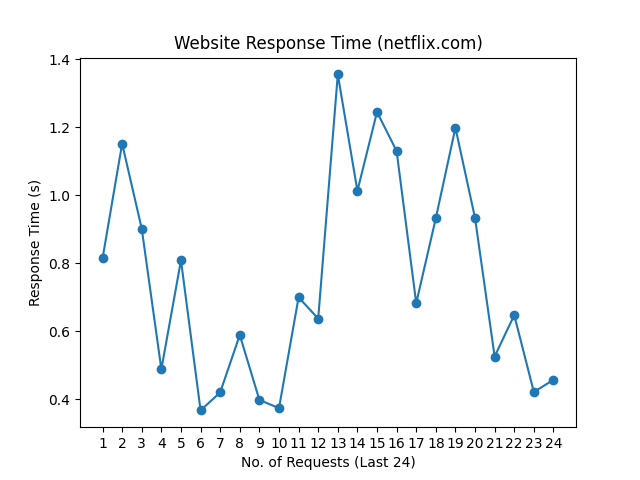 Website Response Time (netflix.com)
1.4
1.2
1.0
0.8
0.6
0.4
Response Time (s)
1 2 3 4 5 6 7 8 9 10 11 12 13 14 15 16 17 18 19 20 21 22 23 24
No. of Requests (Last 24)